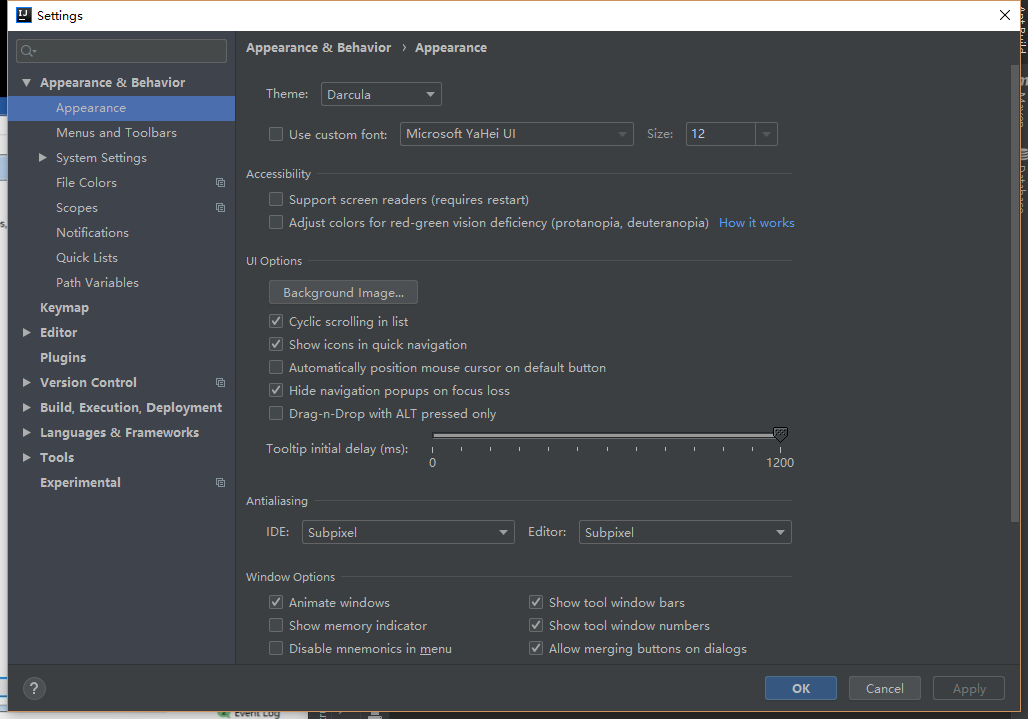 Settings
Appearance & Behavior
Appearance
Menus and Toolbars
System Settings
File Colors
Scopes
Notifications
Quick Lists
Path Variables
Keymap
Editor
Plugins
Version Control
Build, Execution, Deployment
Languages & Frameworks
Tools
Experimental
Appearance & Behavior › Appearance
Theme: Darcula
Use custom font: Microsoft YaHei UI Size: 12
Accessibility
Support screen readers (requires restart)
Adjust colors for red-green vision deficiency (protanopia, deuteranopia) How it works
UI Options
Background Image...
Cyclic scrolling in list
Show icons in quick navigation
Automatically position mouse cursor on default button
Hide navigation popups on focus loss
Drag-n-Drop with ALT pressed only
Tooltip initial delay (ms):
0 1200
Antialiasing
IDE: Subpixel Editor: Subpixel
Window Options
Animate windows Show tool window bars
Show memory indicator Show tool window numbers
Disable mnemonics in menu Allow merging buttons on dialogs
? OK Cancel Apply
Event Log